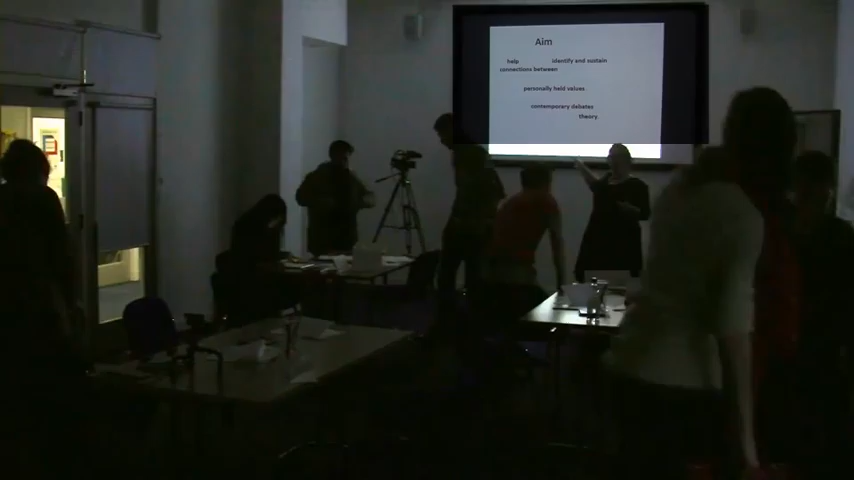 Aim
help identify and sustain
connections between
personally held values
contemporary debates
theory.